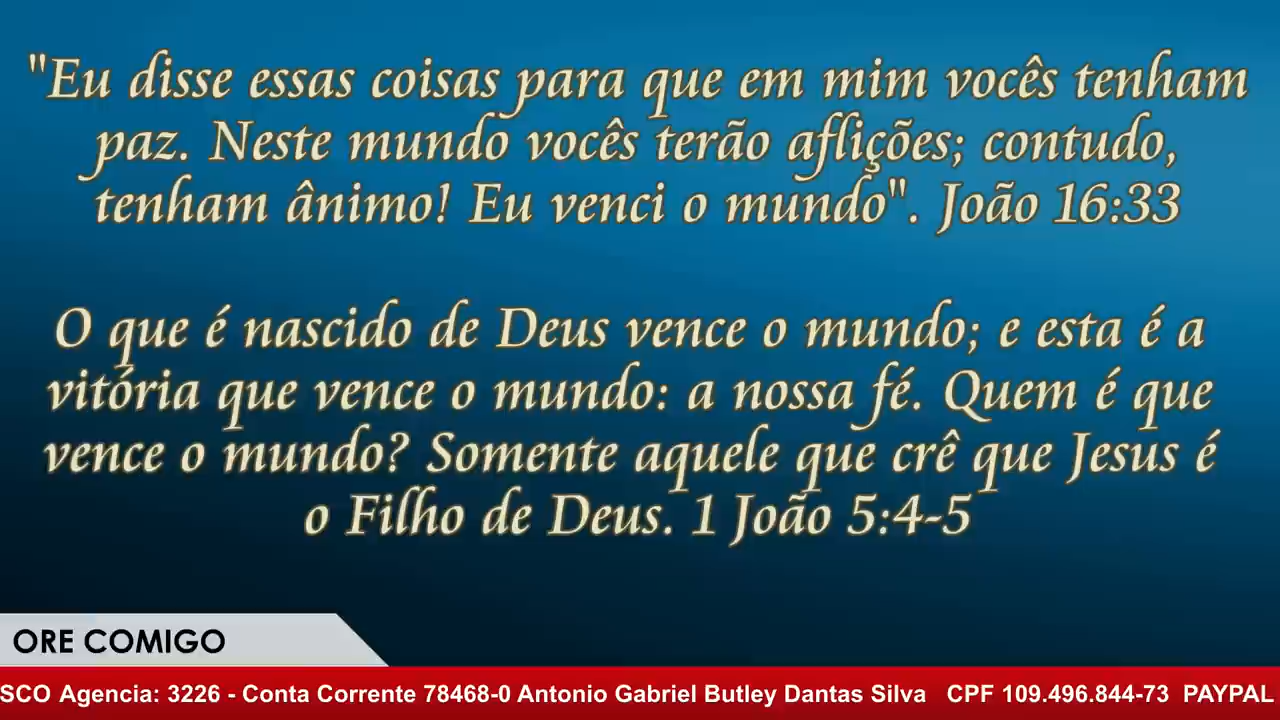 "Eu disse essas coisas para que em mim vocês tenham
paz. Neste mundo vocês terão aflições; contudo,
tenham ânimo! Eu venci o mundo". João 16:33
O que é nascido de Deus vence o mundo; e esta é a
vitória que vence o mundo: a nossa fé. Quem é que
vence o mundo? Somente aquele que crê que Jesus é
o Filho de Deus. 1 João 5:4-5
ORE COMIGO
SCO Agencia: 3226 - Conta Corrente 78468-0 Antonio Gabriel Butley Dantas Silva CPF 109.496.844-73 PAYPAL